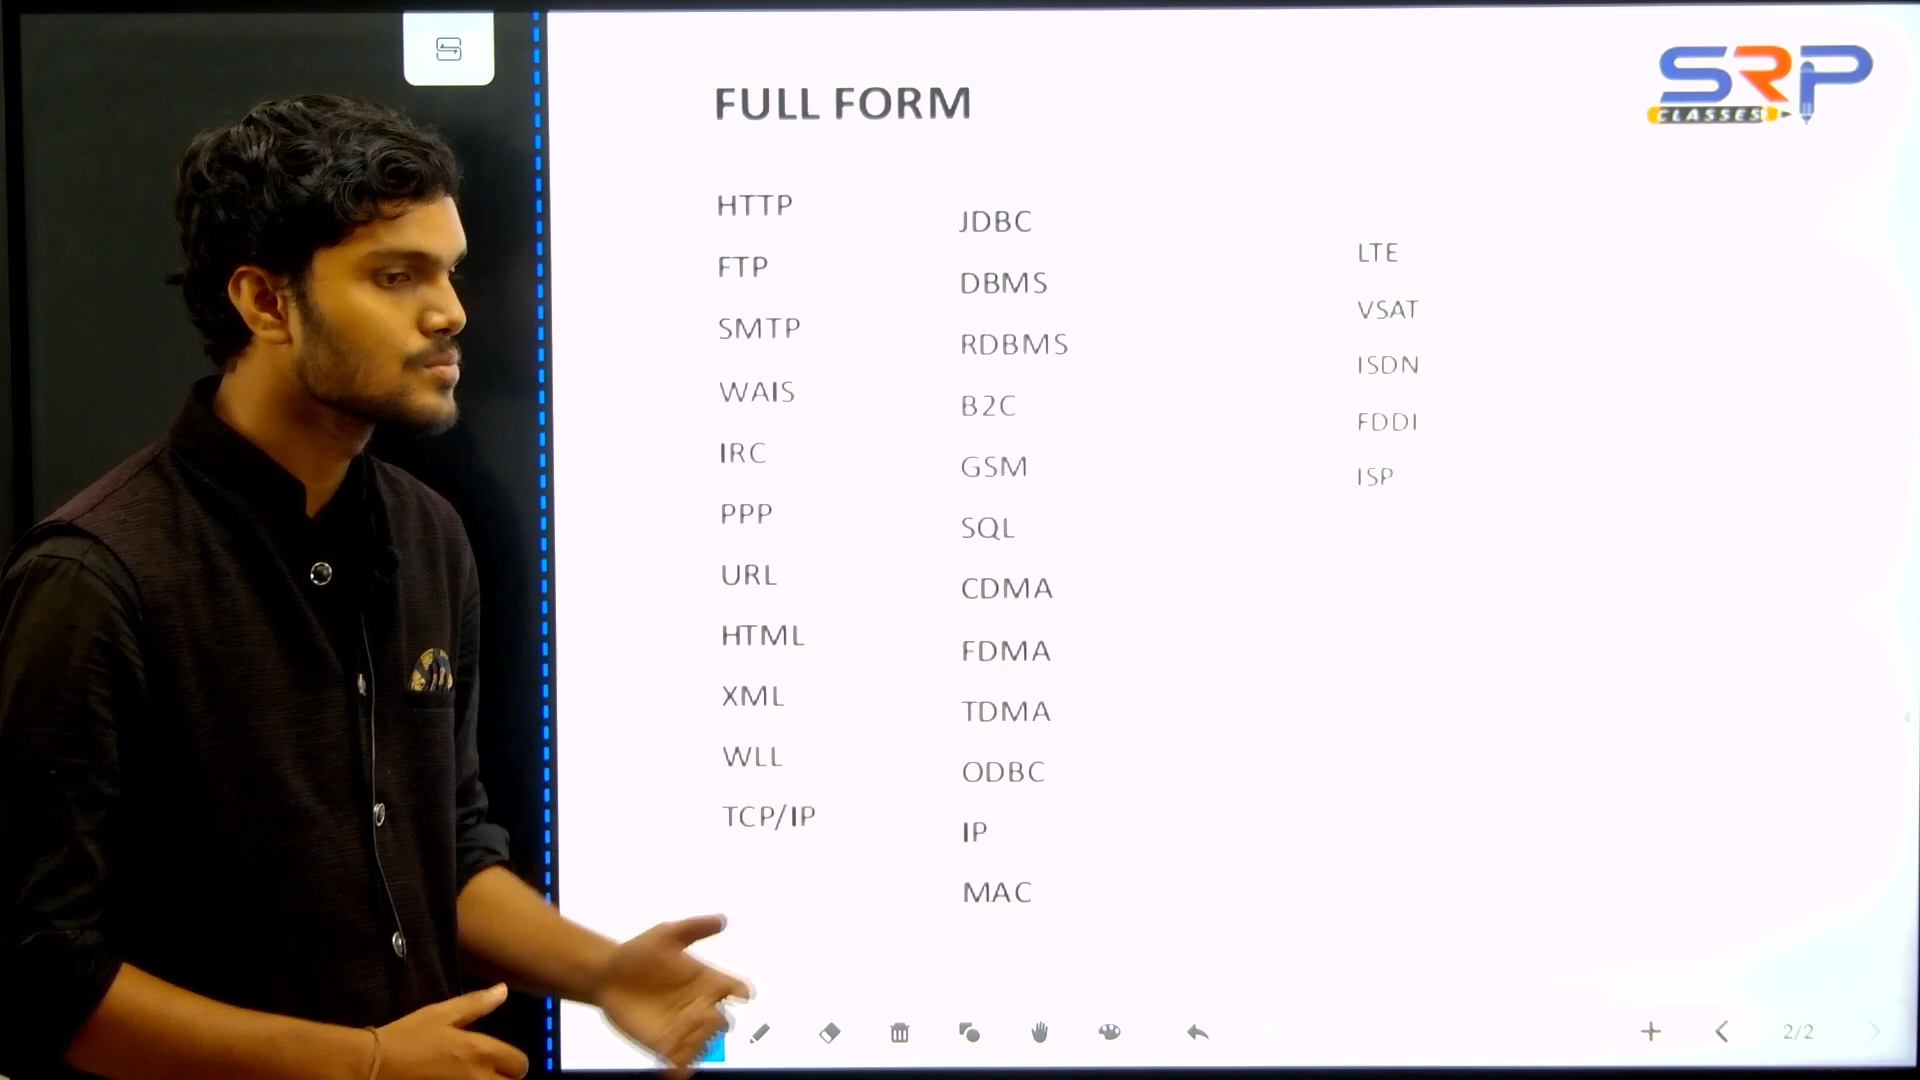 SRP
CLASSES
FULL FORM
HTTP
FTP
SMTP
WAIS
IRC
PPP
URL
HTML
XML
WLL
TCP/IP
JDBC
DBMS
RDBMS
B2C
GSM
SQL
CDMA
FDMA
TDMA
ODBC
IP
MAC
LTE
VSAT
ISDN
FDDI
ISP
2/2